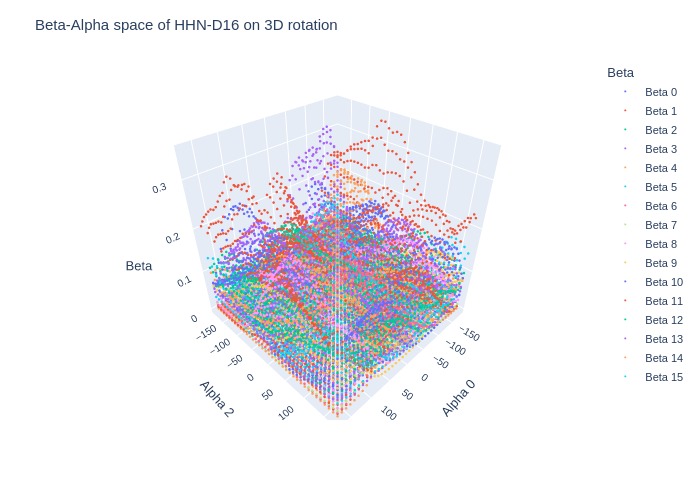 Beta-Alpha space of HHN-D16 on 3D rotation
Beta
Beta 0
Beta 1
Beta 2
Beta 3
Beta 4
Beta 5
Beta 6
Beta 7
Beta 8
Beta 9
Beta 10
Beta 11
Beta 12
Beta 13
Beta 14
Beta 15
0.3
0.2
0.1
0
Beta
−150
−100
−50
0
50
100
Alpha 2
−150
−100
−50
0
50
100
Alpha 0